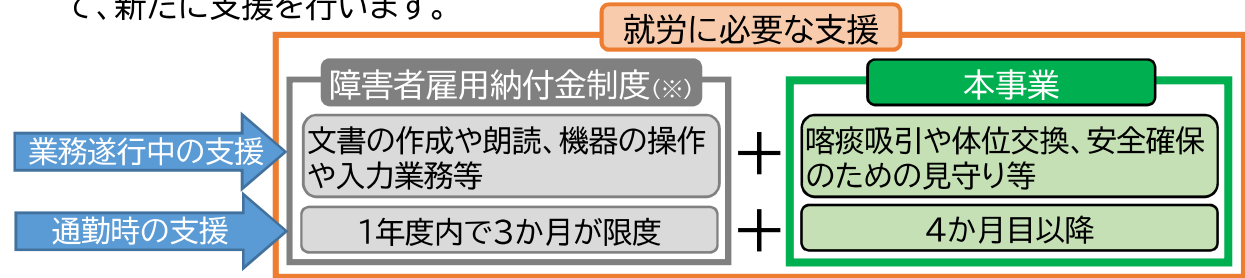 て、新たに支援を行います。
就労に必要な支援
障害者雇用納付金制度(※)
本事業
業務遂行中の支援
文書の作成や朗読、機器の操作
や入力業務等
+
喀痰吸引や体位交換、安全確保
のための見守り等
通勤時の支援
1年度内で3か月が限度
+
4か月目以降